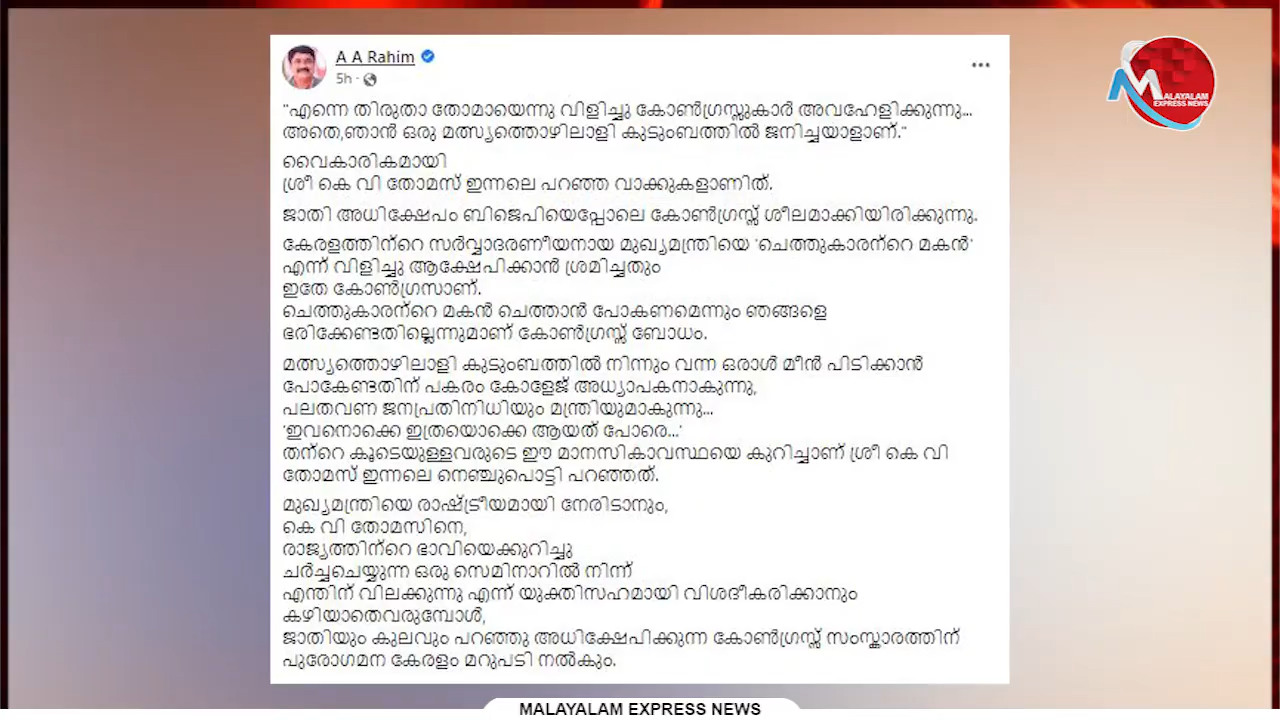 A A Rahim
5h
"എന്നെ തിരുതാ തോമായെന്നു വിളിച്ചു കോൺഗ്രസ്സുകാർ അവഹേളിക്കുന്നു...
അതെ,ഞാൻ ഒരു മത്സ്യത്തൊഴിലാളി കുടുംബത്തിൽ ജനിച്ചയാളാണ്."
വൈകാരികമായി
ശ്രീ കെ വി തോമസ് ഇന്നലെ പറഞ്ഞ വാക്കുകളാണിത്.
ജാതി അധിക്ഷേപം ബിജെപിയെപ്പോലെ കോൺഗ്രസ്സ് ശീലമാക്കിയിരിക്കുന്നു.
കേരളത്തിന്റെ സർവ്വാദരണീയനായ മുഖ്യമന്ത്രിയെ 'ചെത്തുകാരന്റെ മകൻ'
എന്ന് വിളിച്ചു ആക്ഷേപിക്കാൻ ശ്രമിച്ചതും
ഇതേ കോൺഗ്രസാണ്.
ചെത്തുകാരന്റെ മകൻ ചെത്താൻ പോകണമെന്നും ഞങ്ങളെ
ഭരിക്കേണ്ടതില്ലെന്നുമാണ് കോൺഗ്രസ്സ് ബോധം.
മത്സ്യത്തൊഴിലാളി കുടുംബത്തിൽ നിന്നും വന്ന ഒരാൾ മീൻ പിടിക്കാൻ
പോകേണ്ടതിന് പകരം കോളേജ് അധ്യാപകനാകുന്നു,
പലതവണ ജനപ്രതിനിധിയും മന്ത്രിയുമാകുന്നു...
'ഇവനൊക്കെ ഇത്രയൊക്കെ ആയത് പോരെ...'
തന്റെ കൂടെയുള്ളവരുടെ ഈ മാനസികാവസ്ഥയെ കുറിച്ചാണ് ശ്രീ കെ വി
തോമസ് ഇന്നലെ നെഞ്ചുപൊട്ടി പറഞ്ഞത്.
മുഖ്യമന്ത്രിയെ രാഷ്ട്രീയമായി നേരിടാനും,
കെ വി തോമസിനെ,
രാജ്യത്തിന്റെ ഭാവിയെക്കുറിച്ചു
ചർച്ചചെയ്യുന്ന ഒരു സെമിനാറിൽ നിന്ന്
എന്തിന് വിലക്കുന്നു എന്ന് യുക്തിസഹമായി വിശദീകരിക്കാനും
കഴിയാതെവരുമ്പോൾ,
ജാതിയും കുലവും പറഞ്ഞു അധിക്ഷേപിക്കുന്ന കോൺഗ്രസ്സ് സംസ്കാരത്തിന്
പുരോഗമന കേരളം മറുപടി നൽകും.
MALAYALAM
EXPRESS NEWS
MALAYALAM EXPRESS NEWS